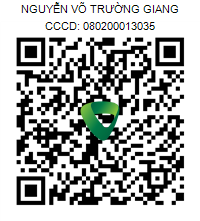 NGUYỄN VÕ TRƯỜNG GIANG
CCCD: 080200013035